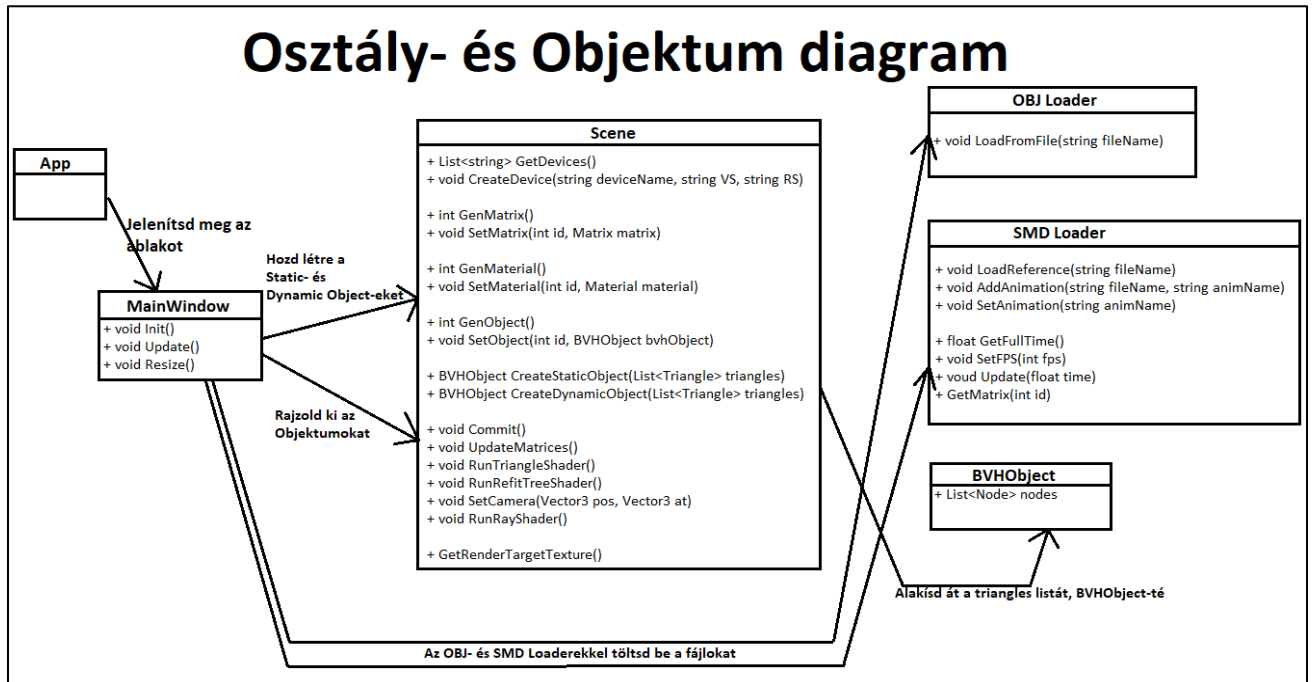 Osztály- és Objektum diagram
App
Jelenítsd meg az
ablakot
MainWindow
+ void Init()
+ void Update()
+ void Resize()
Hozd létre a
Static- és
Dynamic Object-eket
Rajzold ki az
Objektumokat
Scene
+ List<string> GetDevices()
+ void CreateDevice(string deviceName, string VS, string RS)
+ int GenMatrix()
+ void SetMatrix(int id, Matrix matrix)
+ int GenMaterial()
+ void SetMaterial(int id, Material material)
+ int GenObject()
+ void SetObject(int id, BVHObject bvhObject)
+ BVHObject CreateStaticObject(List<Triangle> triangles)
+ BVHObject CreateDynamicObject(List<Triangle> triangles)
+ void Commit()
+ void UpdateMatrices()
+ void RunTriangleShader()
+ void RunRefitTreeShader()
+ void SetCamera(Vector3 pos, Vector3 at)
+ void RunRayShader()
+ GetRenderTargetTexture()
OBJ Loader
+ void LoadFromFile(string fileName)
SMD Loader
+ void LoadReference(string fileName)
+ void AddAnimation(string fileName, string animName)
+ void SetAnimation(string animName)
+ float GetFullTime()
+ void SetFPS(int fps)
+ voud Update(float time)
+ GetMatrix(int id)
BVHObject
+ List<Node> nodes
Alakísd át a triangles listát, BVHObject-té
Az OBJ- és SMD Loaderekkel töltsd be a fájlokat